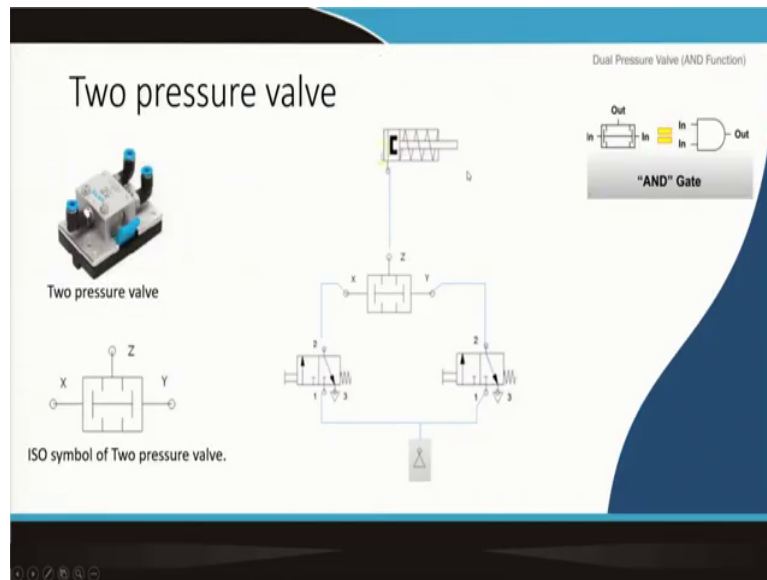 Dual Pressure Valve (AND Function)
Two pressure valve
Out
In
In
In
In
Out
"AND" Gate
Two pressure valve
Z
X
Y
ISO symbol of Two pressure valve.
Z
X
Y
2
1
3
2
1
3